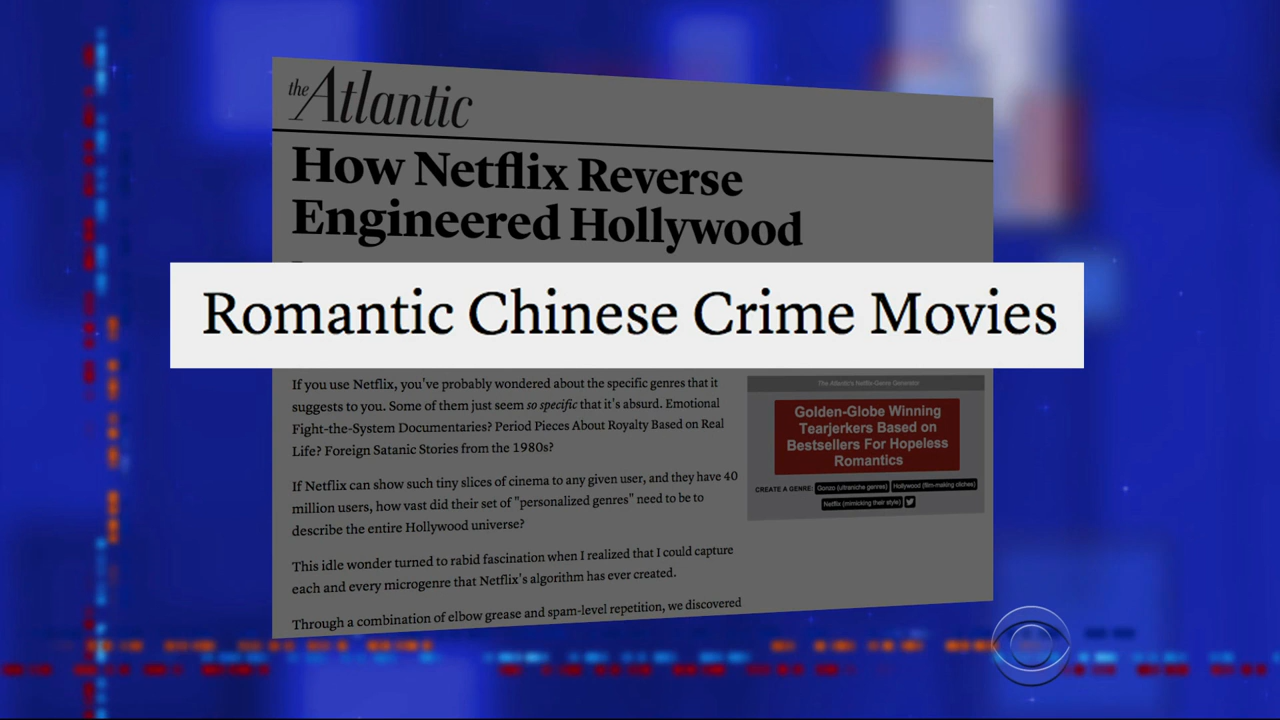 the Atlantic
How Netflix Reverse
Engineered Hollywood
Romantic Chinese Crime Movies
If you use Netflix, you've probably wondered about the specific genres that it
suggests to you. Some of them just seem so specific that it's absurd. Emotional
Fight-the-System Documentaries? Period Pieces About Royalty Based on Real
Life? Foreign Satanic Stories from the 1980s?
If Netflix can show such tiny slices of cinema to any given user, and they have 40
million users, how vast did their set of "personalized genres" need to be to
describe the entire Hollywood universe?
This idle wonder turned to rabid fascination when I realized that I could capture
each and every microgenre that Netflix's algorithm has ever created.
Through a combination of elbow grease and spam-level repetition, we discovered
The Atlantic's Netflix-Genre Generator
Golden-Globe Winning
Tearjerkers Based on
Bestsellers For Hopeless
Romantics
CREATE A GENRE: Gonzo (ultraniche genres) Hollywood (film-making cliches)
Netflix (mimicking their style)